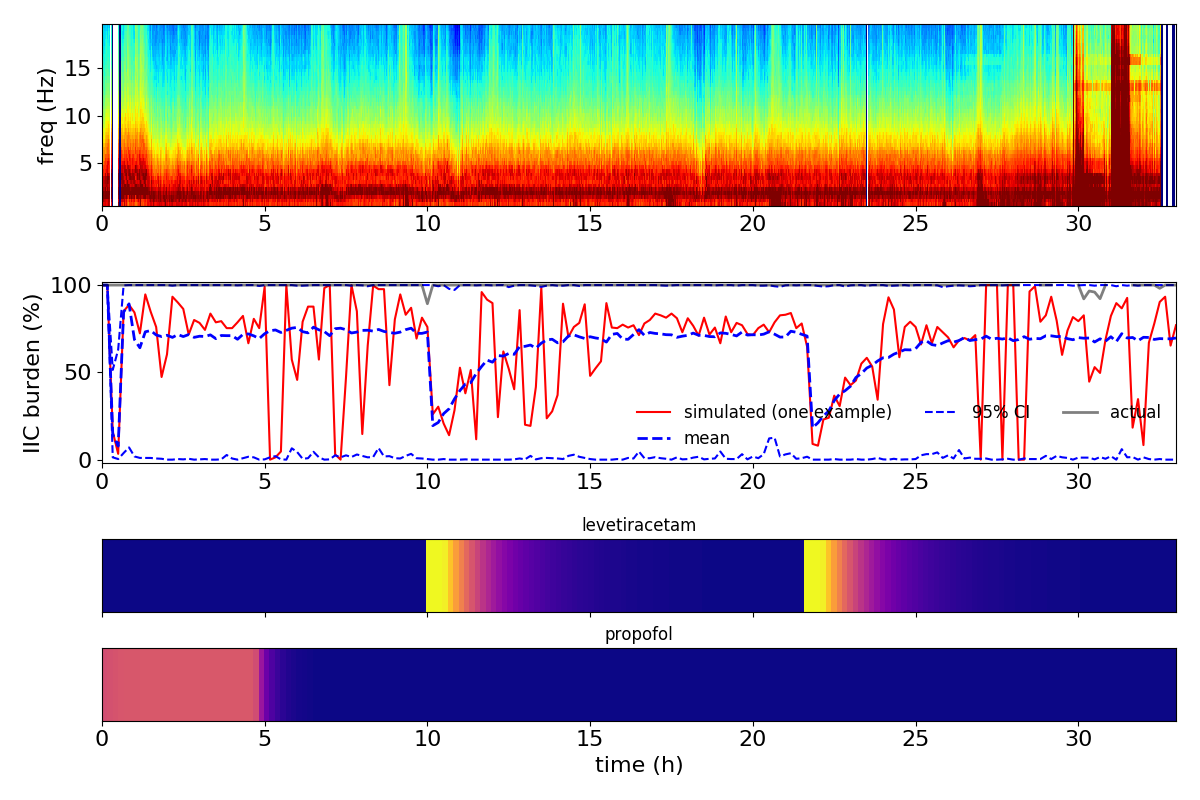 freq (Hz)
15
10
5
0 5 10 15 20 25 30
IIC burden (%)
100
50
0
simulated (one example) 95% CI actual
mean
0 5 10 15 20 25 30
levetiracetam
propofol
0 5 10 15 20 25 30
time (h)